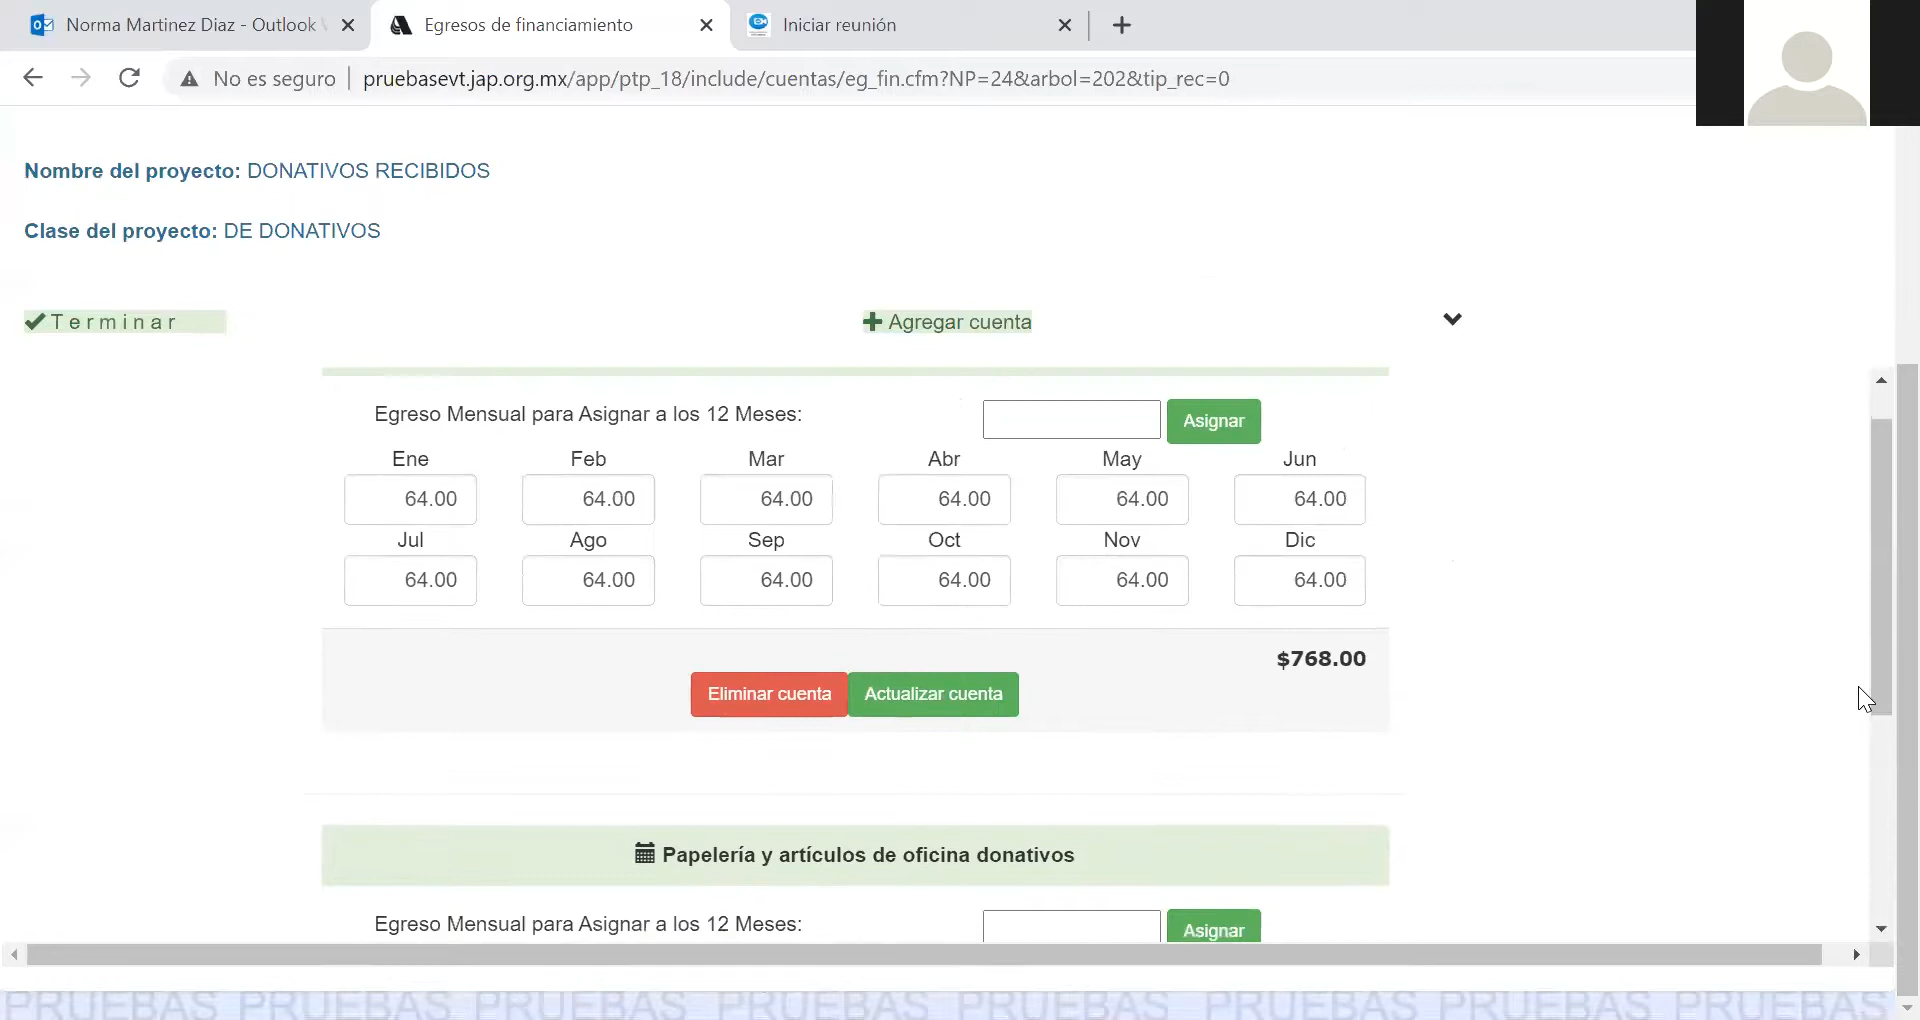 Norma Martinez Diaz - Outlook
Egresos de financiamiento
Iniciar reunión
No es seguro
pruebasevt.jap.org.mx/app/ptp_18/include/cuentas/eg_fin.cfm?NP=24&arbol=202&tip_rec=0
Nombre del proyecto: DONATIVOS RECIBIDOS
Clase del proyecto: DE DONATIVOS
Terminar
Agregar cuenta
Egreso Mensual para Asignar a los 12 Meses:
Asignar
Ene Feb Mar Abr May Jun
64.00 64.00 64.00 64.00 64.00 64.00
Jul Ago Sep Oct Nov Dic
64.00 64.00 64.00 64.00 64.00 64.00
$768.00
Eliminar cuenta Actualizar cuenta
Papelería y artículos de oficina donativos
Egreso Mensual para Asignar a los 12 Meses:
Asignar
PRUEBAS PRUEBAS PRUEBAS PRUEBAS PRUEBAS PRUEBAS PRUEBAS PRUEBAS